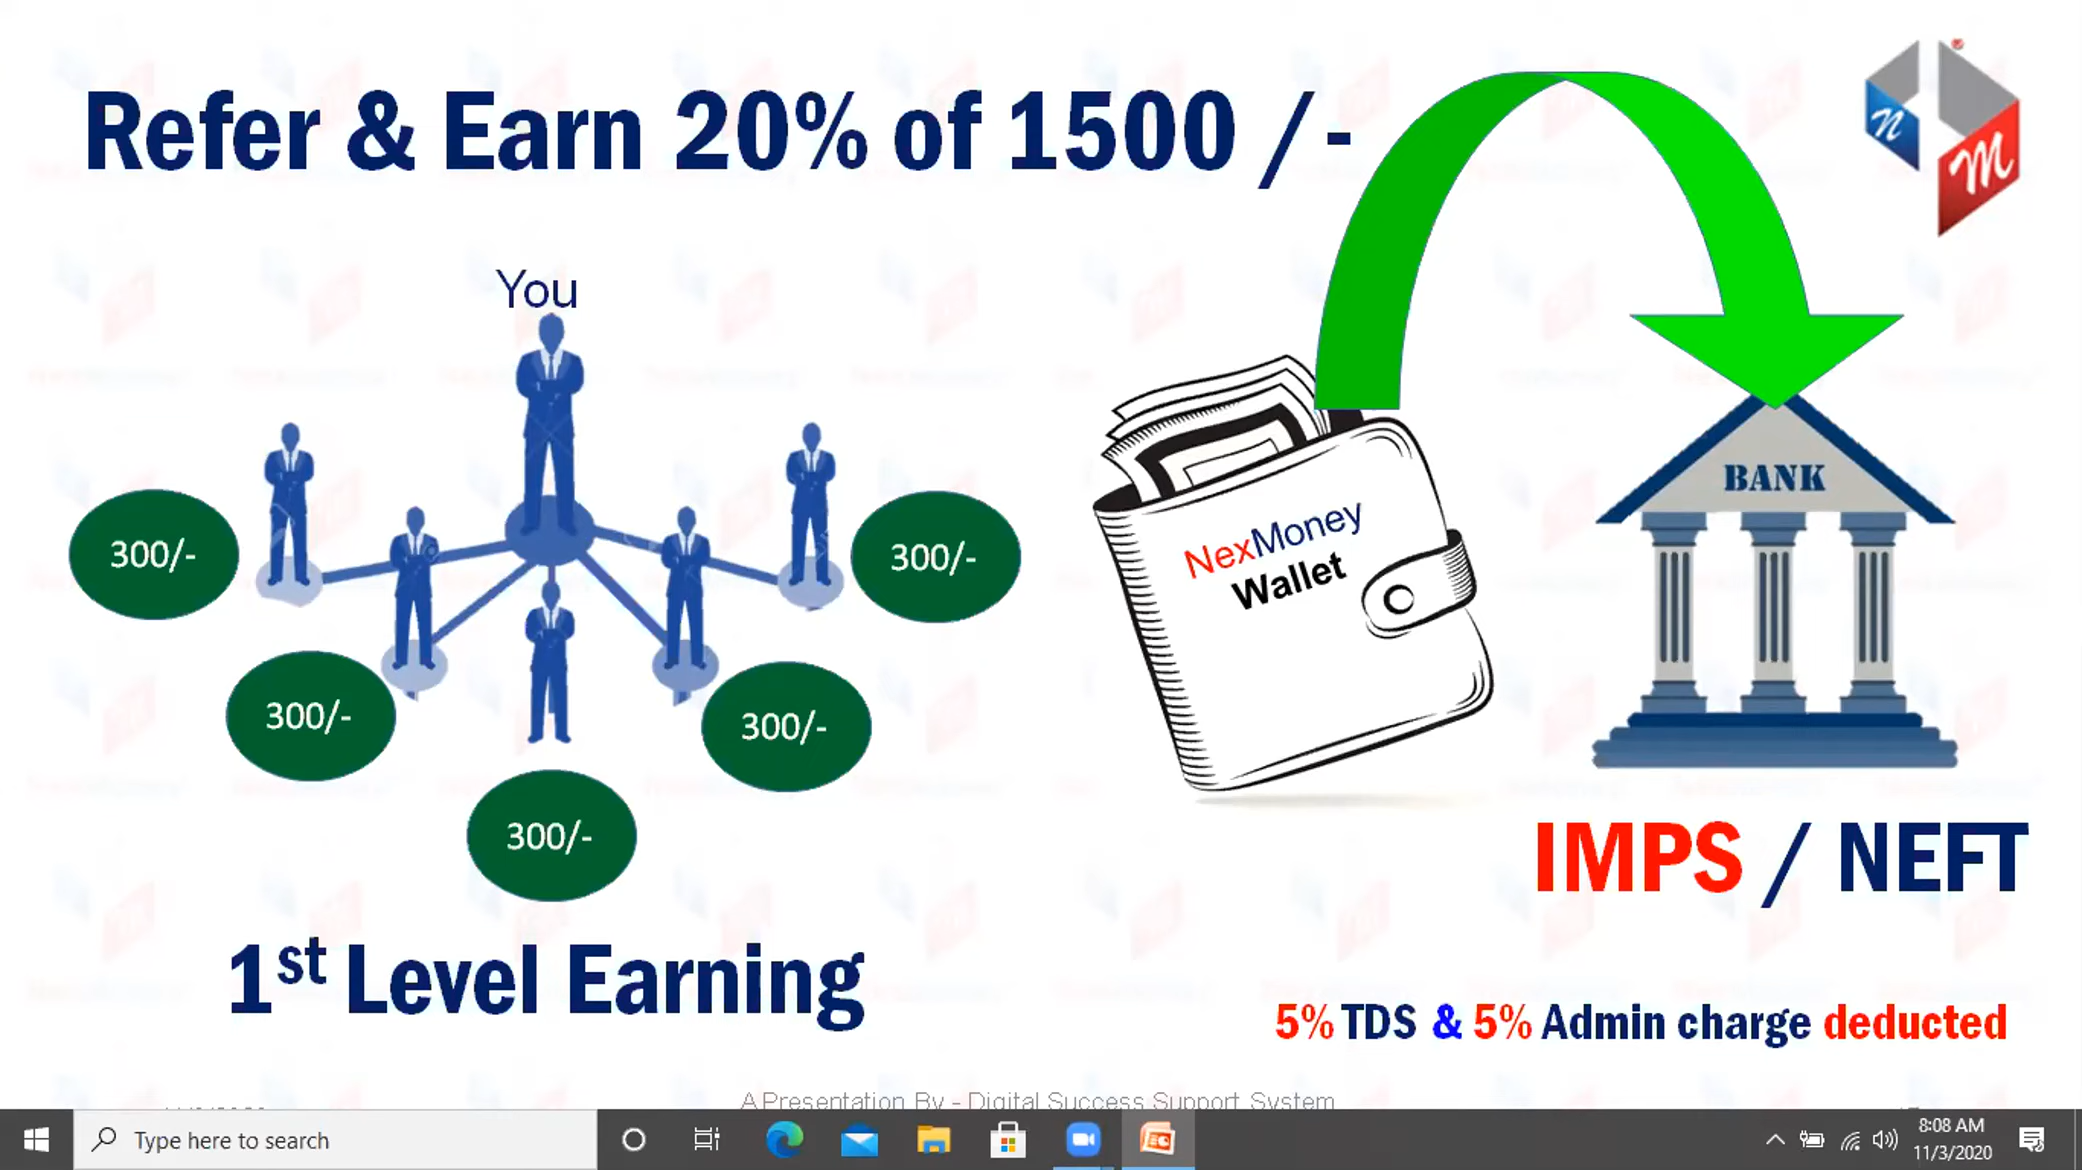 Refer & Earn 20% of 1500 /-
n
M
You
300/-
300/-
300/-
300/-
300/-
NexMoney
Wallet
BANK
IMPS / NEFT
1st Level Earning
5% TDS & 5% Admin charge deducted
A Presentation By - Digital Success Support System
Type here to search
8:08 AM
11/3/2020